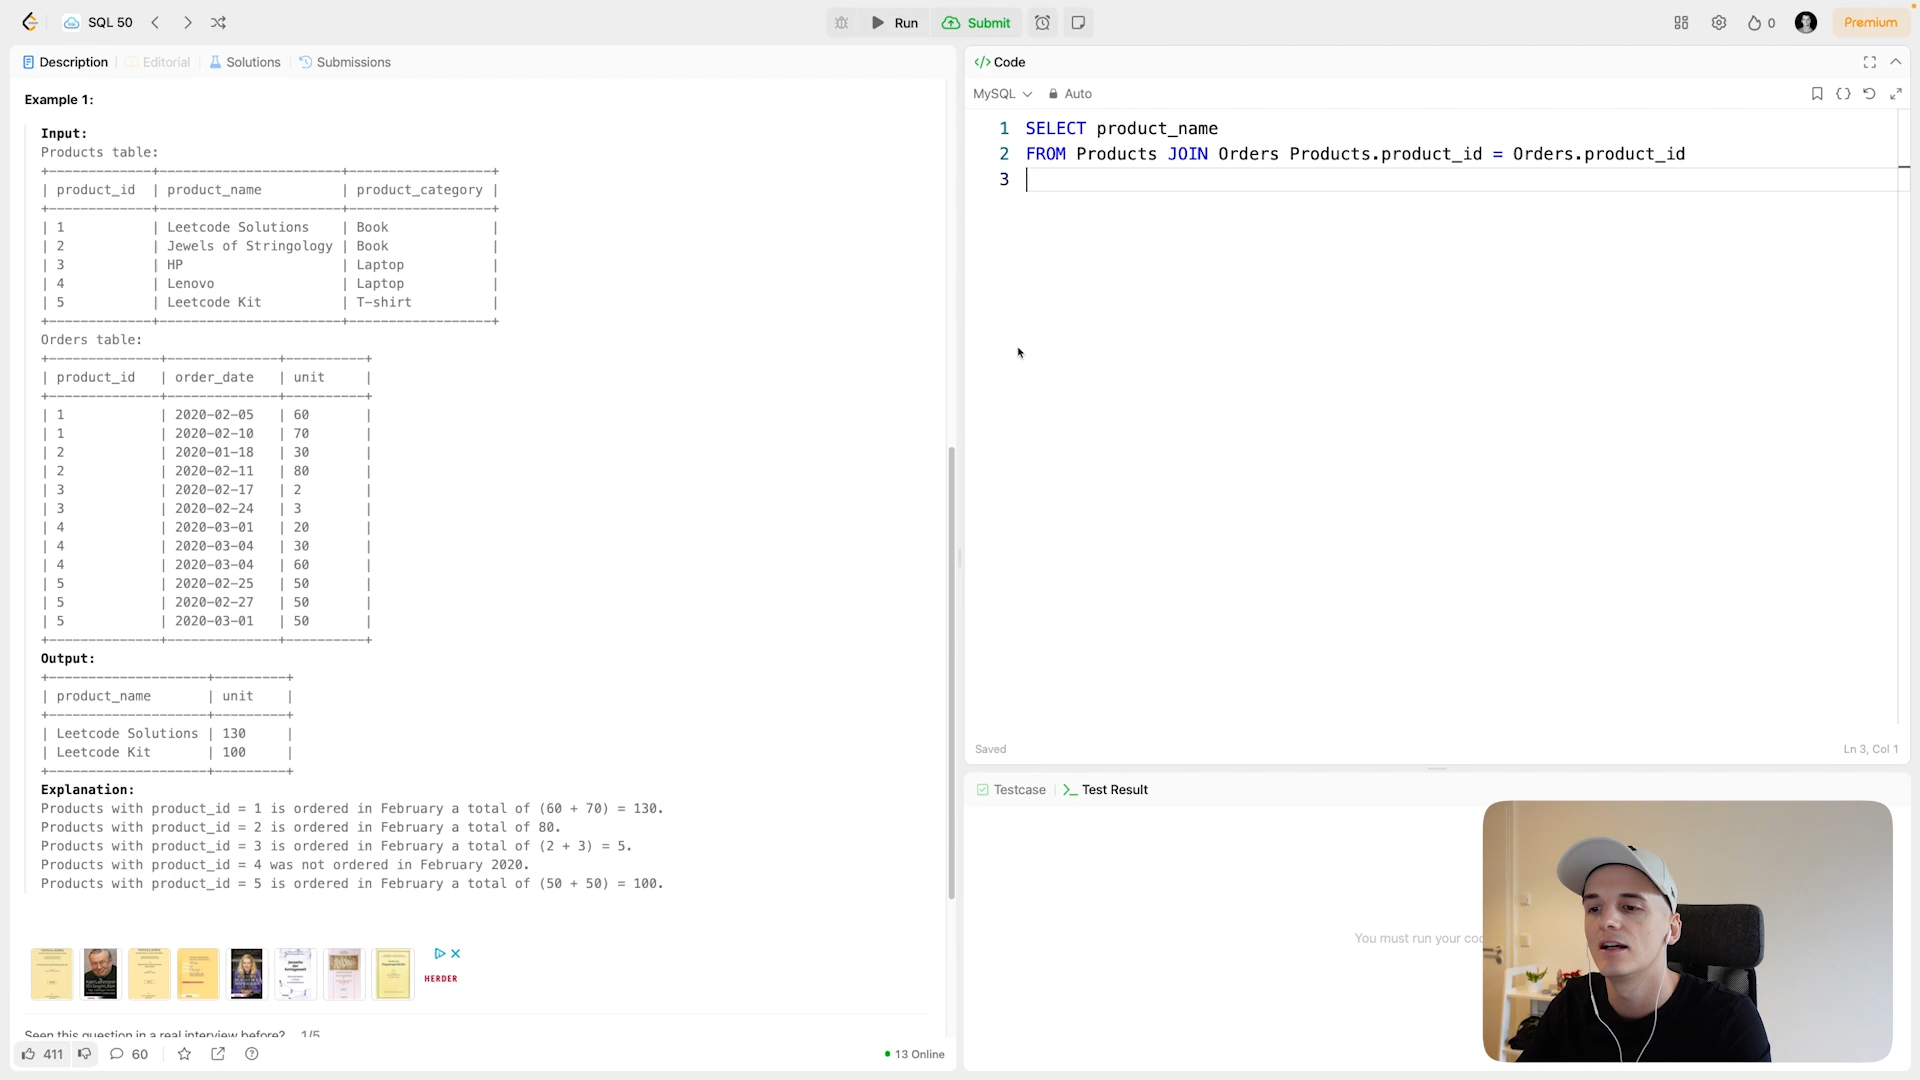 SQL 50
Run
Submit
0
Premium
Description
Editorial
Solutions
Submissions
Example 1:
Input:
Products table:
+--------------+-----------------------+------------------+
| product_id  | product_name          | product_category |
+--------------+-----------------------+------------------+
| 1           | Leetcode Solutions    | Book             |
| 2           | Jewels of Stringology | Book             |
| 3           | HP                    | Laptop           |
| 4           | Lenovo                | Laptop           |
| 5           | Leetcode Kit          | T-shirt          |
+--------------+-----------------------+------------------+
Orders table:
+--------------+--------------+----------+
| product_id   | order_date   | unit     |
+--------------+--------------+----------+
| 1            | 2020-02-05   | 60       |
| 1            | 2020-02-10   | 70       |
| 2            | 2020-01-18   | 30       |
| 2            | 2020-02-11   | 80       |
| 3            | 2020-02-17   | 2        |
| 3            | 2020-02-24   | 3        |
| 4            | 2020-03-01   | 20       |
| 4            | 2020-03-04   | 30       |
| 4            | 2020-03-04   | 60       |
| 5            | 2020-02-25   | 50       |
| 5            | 2020-02-27   | 50       |
| 5            | 2020-03-01   | 50       |
+--------------+--------------+----------+
Output:
+--------------------+---------+
| product_name       | unit    |
+--------------------+---------+
| Leetcode Solutions | 130     |
| Leetcode Kit       | 100     |
+--------------------+---------+
Explanation:
Products with product_id = 1 is ordered in February a total of (60 + 70) = 130.
Products with product_id = 2 is ordered in February a total of 80.
Products with product_id = 3 is ordered in February a total of (2 + 3) = 5.
Products with product_id = 4 was not ordered in February 2020.
Products with product_id = 5 is ordered in February a total of (50 + 50) = 100.
HERDER
Seen this question in a real interview before? 1/5
411
60
13 Online
</> Code
MySQL
Auto
1 SELECT product_name
2 FROM Products JOIN Orders Products.product_id = Orders.product_id
3
Saved
Ln 3, Col 1
Testcase
Test Result
You must run your